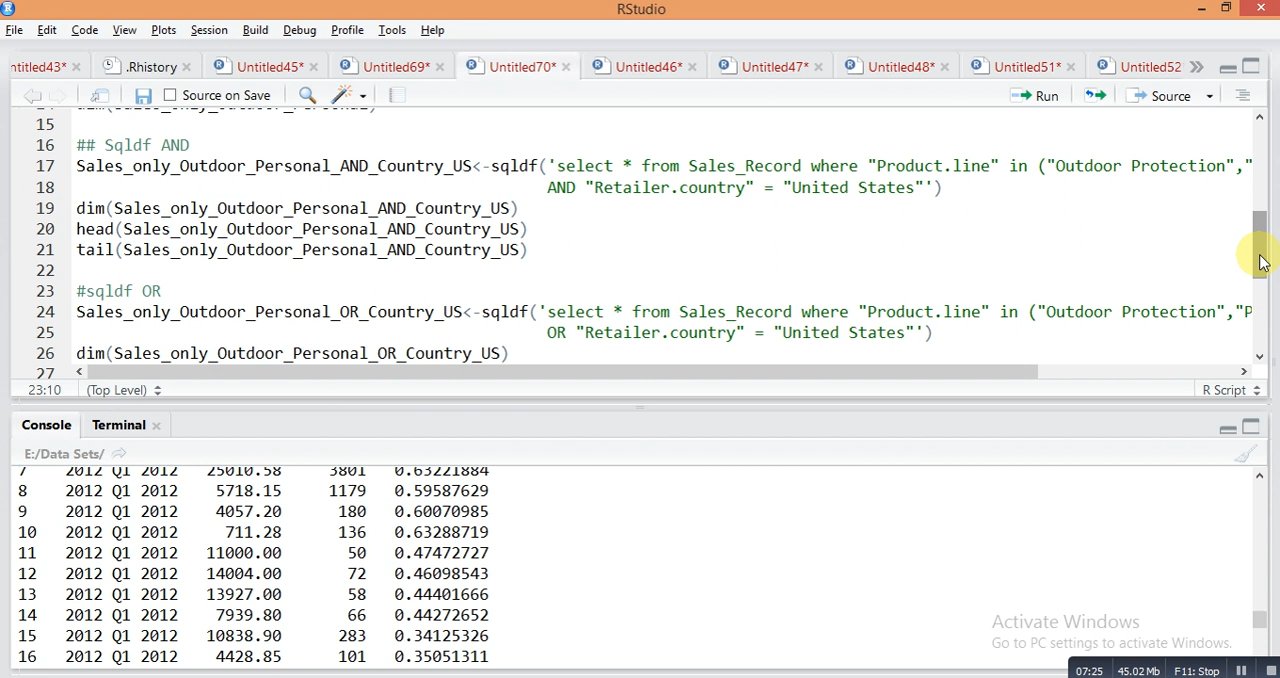 RStudio
File Edit Code View Plots Session Build Debug Profile Tools Help
ntitled43* .Rhistory Untitled45* Untitled69* Untitled70* Untitled46* Untitled47* Untitled48* Untitled51* Untitled52
Source on Save Run Source
15
16 ## Sqldf AND
17 Sales_only_Outdoor_Personal_AND_Country_US<-sqldf('select * from Sales_Record where "Product.line" in ("Outdoor Protection","
18 AND "Retailer.country" = "United States"')
19 dim(Sales_only_Outdoor_Personal_AND_Country_US)
20 head(Sales_only_Outdoor_Personal_AND_Country_US)
21 tail(Sales_only_Outdoor_Personal_AND_Country_US)
22
23 #sqldf OR
24 Sales_only_Outdoor_Personal_OR_Country_US<-sqldf('select * from Sales_Record where "Product.line" in ("Outdoor Protection","P
25 OR "Retailer.country" = "United States"')
26 dim(Sales_only_Outdoor_Personal_OR_Country_US)
27
23:10 (Top Level) R Script
Console Terminal
E:/Data Sets/
7 2012 Q1 2012 25010.58 3801 0.63221884
8 2012 Q1 2012 5718.15 1179 0.59587629
9 2012 Q1 2012 4057.20 180 0.60070985
10 2012 Q1 2012 711.28 136 0.63288719
11 2012 Q1 2012 11000.00 50 0.47472727
12 2012 Q1 2012 14004.00 72 0.46098543
13 2012 Q1 2012 13927.00 58 0.44401666
14 2012 Q1 2012 7939.80 66 0.44272652
15 2012 Q1 2012 10838.90 283 0.34125326
16 2012 Q1 2012 4428.85 101 0.35051311
Activate Windows
Go to PC settings to activate Windows.
07:25 45.02 Mb F11: Stop